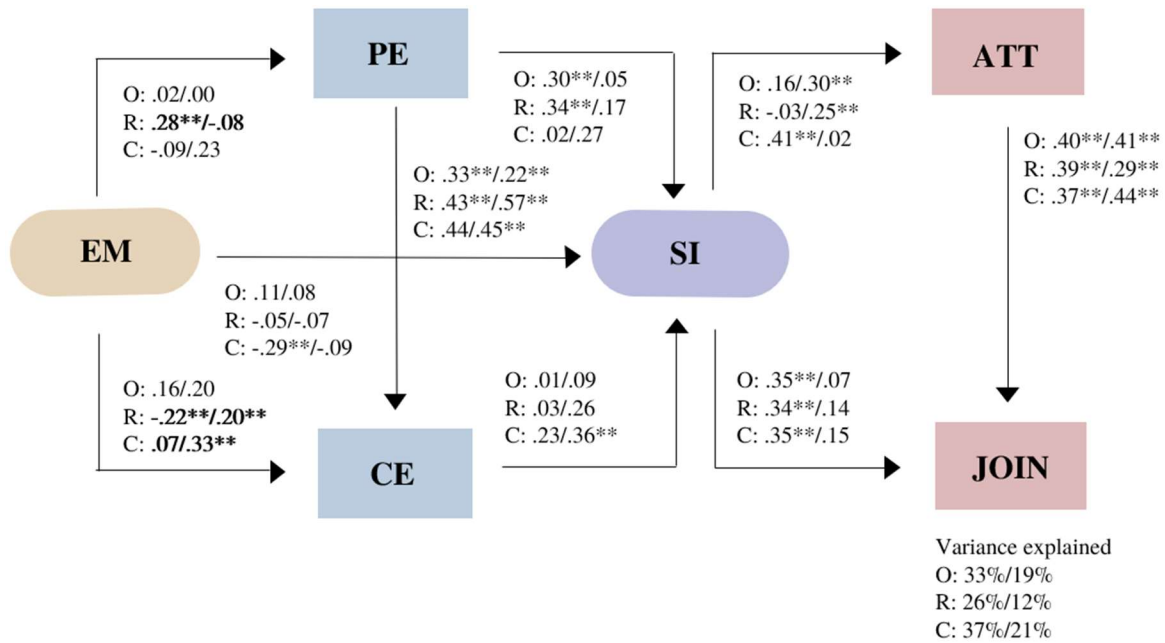 PE
ATT
O: .02/.00
R: .28**/-.08
C: -.09/.23
O: .30**/.05
R: .34**/.17
C: .02/.27
O: .16/.30**
R: -.03/.25**
C: .41**/.02
O: .40**/.41**
R: .39**/.29**
C: .37**/.44**
O: .33**/.22**
R: .43**/.57**
C: .44/.45**
EM
SI
O: .11/.08
R: -.05/-.07
C: -.29**/-.09
O: .16/.20
R: -.22**/.20**
C: .07/.33**
O: .01/.09
R: .03/.26
C: .23/.36**
O: .35**/.07
R: .34**/.14
C: .35**/.15
CE
JOIN
Variance explained
O: 33%/19%
R: 26%/12%
C: 37%/21%